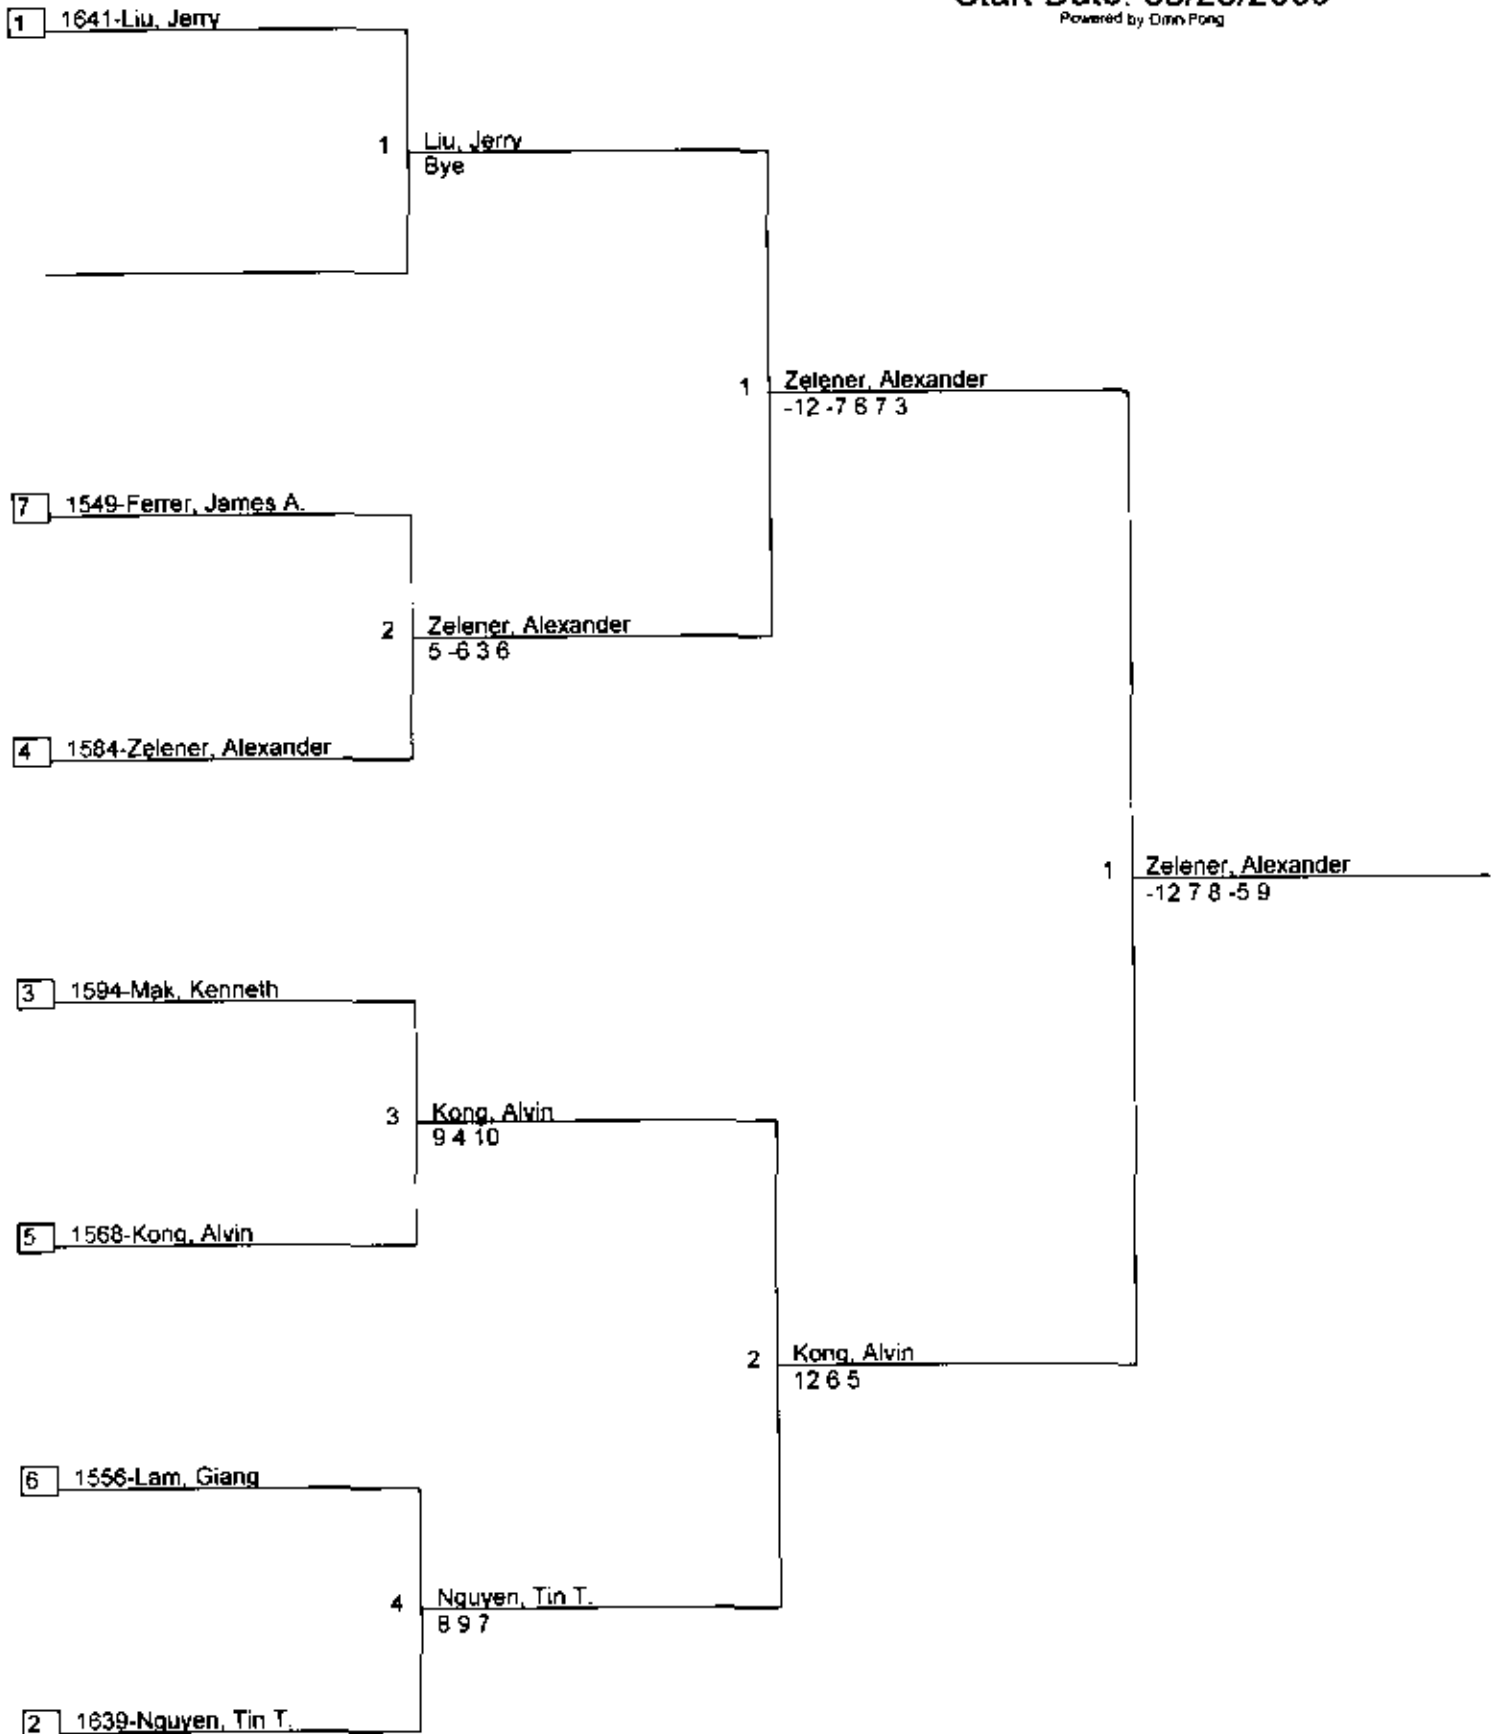 1 1641-Liu, Jerry
Powered by Omni Pong
1 Liu, Jerry
Bye
1 Zelener, Alexander
-12 -7 6 7 3
7 1549-Ferrer, James A.
2 Zelener, Alexander
5 -6 3 6
4 1584-Zelener, Alexander
1 Zelener, Alexander
-12 7 8 -5 9
3 1594-Mak, Kenneth
3 Kong, Alvin
9 4 10
5 1568-Kong, Alvin
2 Kong, Alvin
12 6 5
6 1556-Lam, Giang
4 Nguyen, Tin T.
8 9 7
2 1639-Nguyen, Tin T.